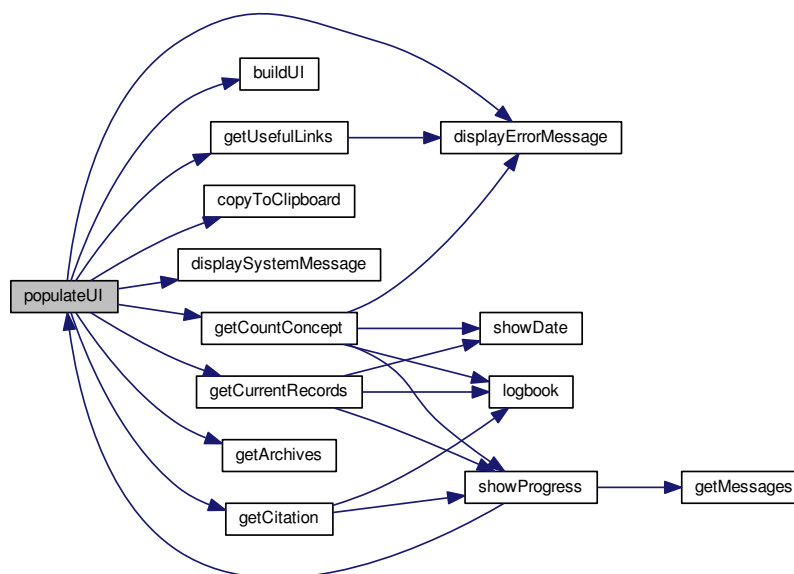 buildUI
getUsefulLinks
displayErrorMessage
copyToClipboard
displaySystemMessage
populateUI
getCountConcept
showDate
getCurrentRecords
logbook
getArchives
showProgress
getMessages
getCitation